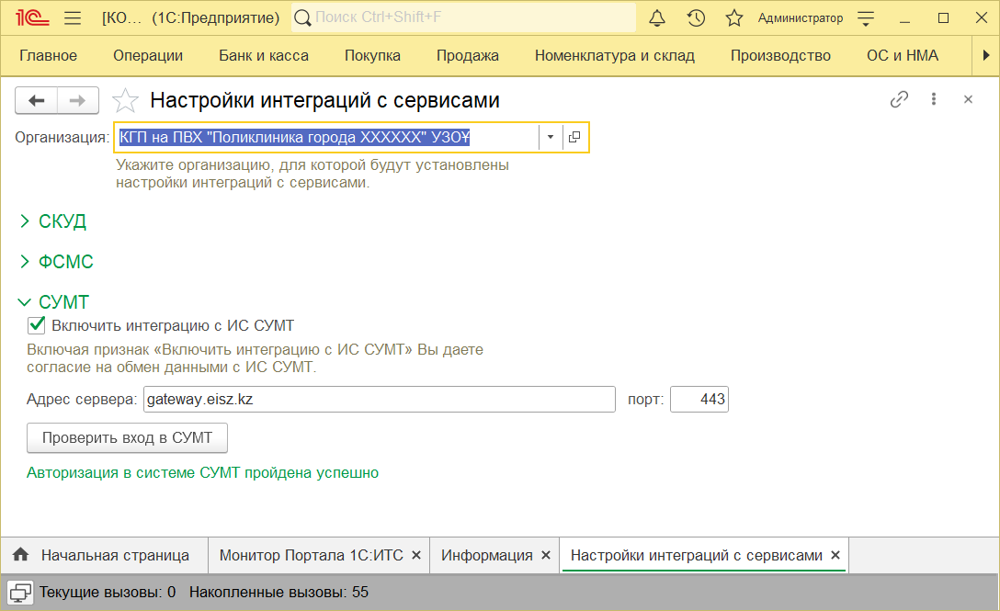 [КО... (1С:Предприятие) Поиск Ctrl+Shift+F Администратор
Главное Операции Банк и касса Покупка Продажа Номенклатура и склад Производство ОС и НМА
Настройки интеграций с сервисами
Организация: КГП на ПВХ "Поликлиника города XXXXXX" УЗО¥
Укажите организацию, для которой будут установлены
настройки интеграций с сервисами.
СКУД
ФСМС
СУМТ
Включить интеграцию с ИС СУМТ
Включая признак «Включить интеграцию с ИС СУМТ» Вы даете
согласие на обмен данными с ИС СУМТ.
Адрес сервера: gateway.eisz.kz порт: 443
Проверить вход в СУМТ
Авторизация в системе СУМТ пройдена успешно
Начальная страница Монитор Портала 1С:ИТС Информация Настройки интеграций с сервисами
Текущие вызовы: 0 Накопленные вызовы: 55